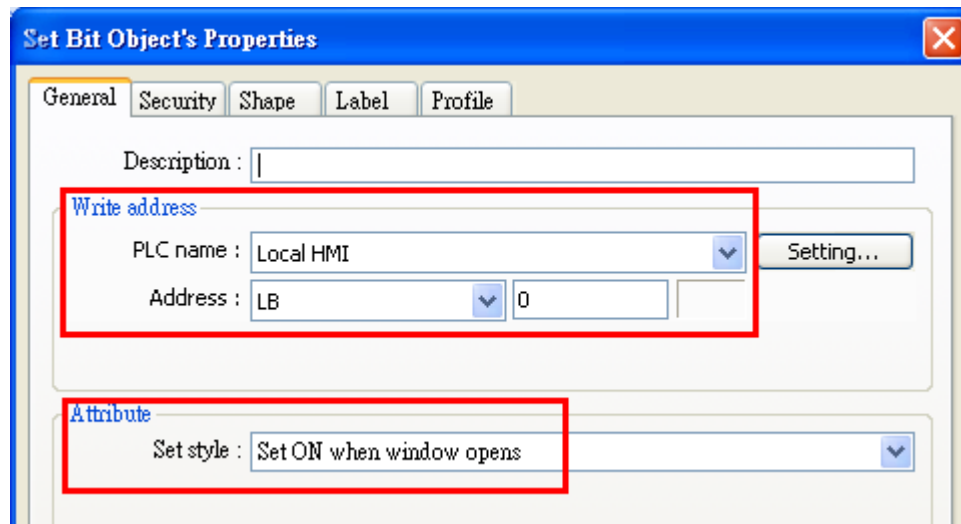 Set Bit Object's Properties
General Security Shape Label Profile
Description :
Write address
PLC name : Local HMI Setting...
Address : LB 0
Attribute
Set style : Set ON when window opens